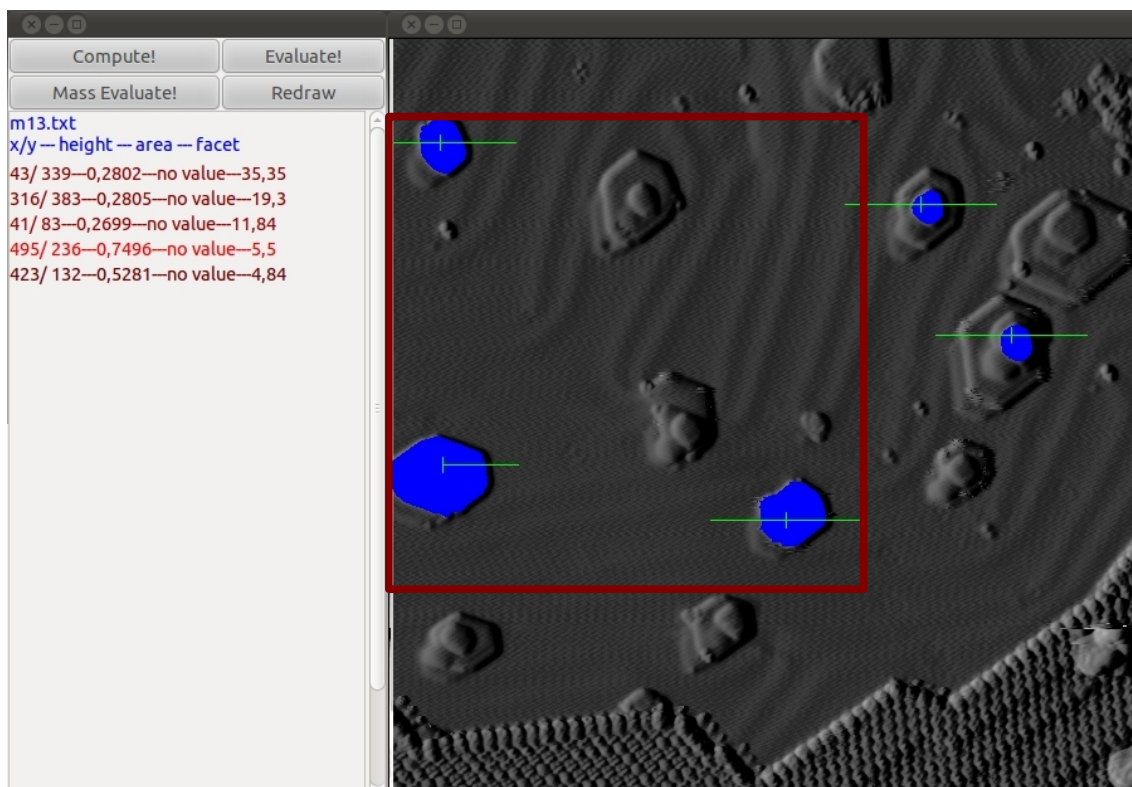 Compute!
Evaluate!
Mass Evaluate!
Redraw
m13.txt
x/y --- height --- area --- facet
43/ 339---0,2802---no value---35,35
316/ 383---0,2805---no value---19,3
41/ 83---0,2699---no value---11,84
495/ 236---0,7496---no value---5,5
423/ 132---0,5281---no value---4,84